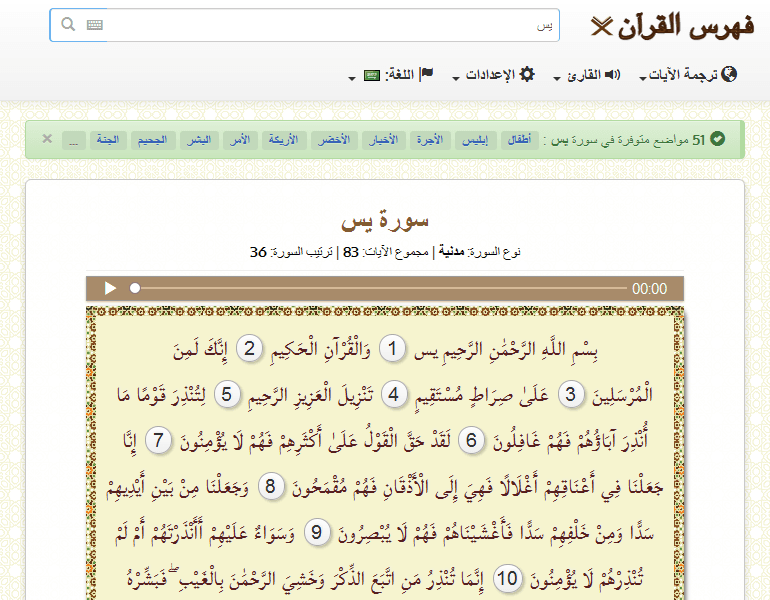 فهرس القرآن
يس
ترجمة الآيات
القارئ
الإعدادات
اللغة:
51 مواضع متوفرة في سورة يس : أطفال إبليس الأجرة الأخبار الأخضر الأريكة الأمر البشر الجحيم الجنة ... ×
سورة يس
نوع السورة: مدنية | مجموع الآيات: 83 | ترتيب السورة: 36
00:00
بِسْمِ اللَّهِ الرَّحْمَٰنِ الرَّحِيمِ يس 1 وَالْقُرْآنِ الْحَكِيمِ 2 إِنَّكَ لَمِنَ
الْمُرْسَلِينَ 3 عَلَىٰ صِرَاطٍ مُسْتَقِيمٍ 4 تَنْزِيلَ الْعَزِيزِ الرَّحِيمِ 5 لِتُنْذِرَ قَوْمًا مَا
أُنْذِرَ آبَاؤُهُمْ فَهُمْ غَافِلُونَ 6 لَقَدْ حَقَّ الْقَوْلُ عَلَىٰ أَكْثَرِهِمْ فَهُمْ لَا يُؤْمِنُونَ 7 إِنَّا
جَعَلْنَا فِي أَعْنَاقِهِمْ أَغْلَالًا فَهِيَ إِلَى الْأَذْقَانِ فَهُمْ مُقْمَحُونَ 8 وَجَعَلْنَا مِنْ بَيْنِ أَيْدِيهِمْ
سَدًّا وَمِنْ خَلْفِهِمْ سَدًّا فَأَغْشَيْنَاهُمْ فَهُمْ لَا يُبْصِرُونَ 9 وَسَوَاءٌ عَلَيْهِمْ أَأَنْذَرْتَهُمْ أَمْ لَمْ
تُنْذِرْهُمْ لَا يُؤْمِنُونَ 10 إِنَّمَا تُنْذِرُ مَنِ اتَّبَعَ الذِّكْرَ وَخَشِيَ الرَّحْمَٰنَ بِالْغَيْبِ ۖ فَبَشِّرْهُ